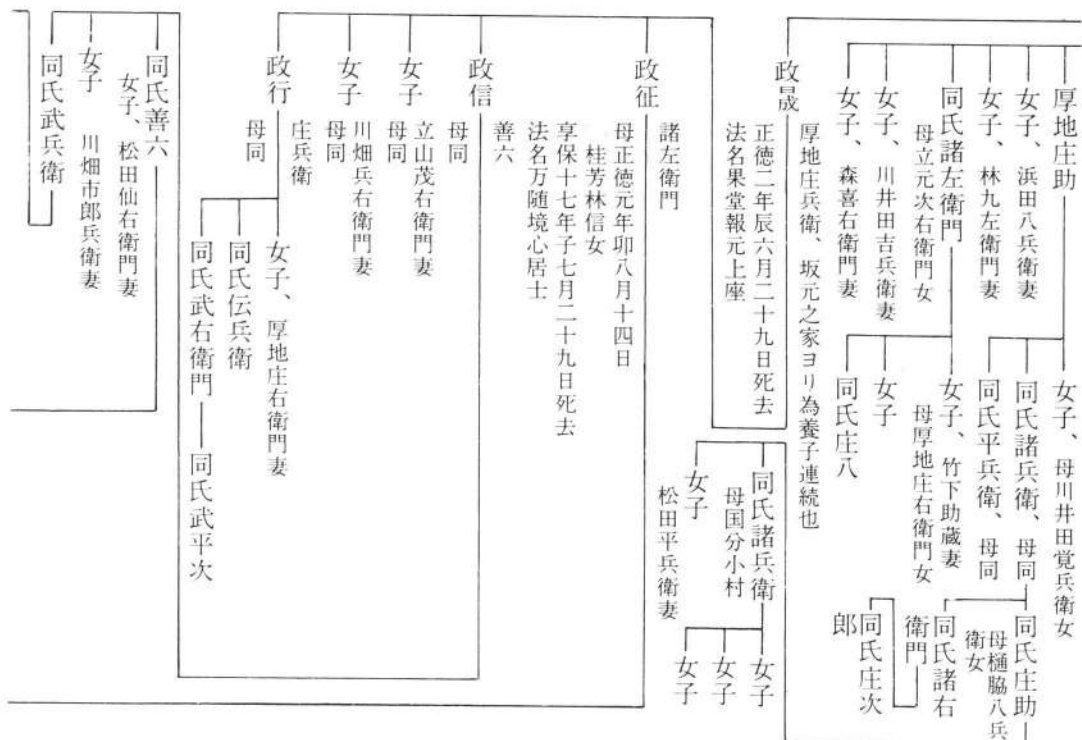 厚地庄助
女子、浜田八兵衛妻
女子、林九左衛門妻
同氏諸左衛門
母立元次右衛門女
女子、川井田吉兵衛妻
女子、森喜右衛門妻
女子、母川井田覚兵衛女
同氏諸兵衛、母同
同氏平兵衛、母同
女子、竹下助蔵妻
母厚地庄右衛門女
女子
同氏庄八
同氏庄助
母樋脇八兵
衛女
同氏諸右
衛門
同氏庄次
郎
政晟
厚地庄兵衛、坂元之家ヨリ為養子連続也
正徳二年辰六月二十九日死去
法名果堂報元上座
同氏諸兵衛
母国分小村
女子
松田平兵衛妻
女子
女子
女子
政征
諸左衛門
母正徳元年卯八月十四日
桂芳林信女
享保十七年子七月二十九日死去
法名万随境心居士
政信
善六
母同
女子
立山茂右衛門妻
母同
女子
川畑兵右衛門妻
母同
政行
庄兵衛
母同
女子、厚地庄右衛門妻
同氏伝兵衛
同氏武右衛門
同氏武平次
同氏善六
女子、松田仙右衛門妻
女子
川畑市郎兵衛妻
同氏武兵衛